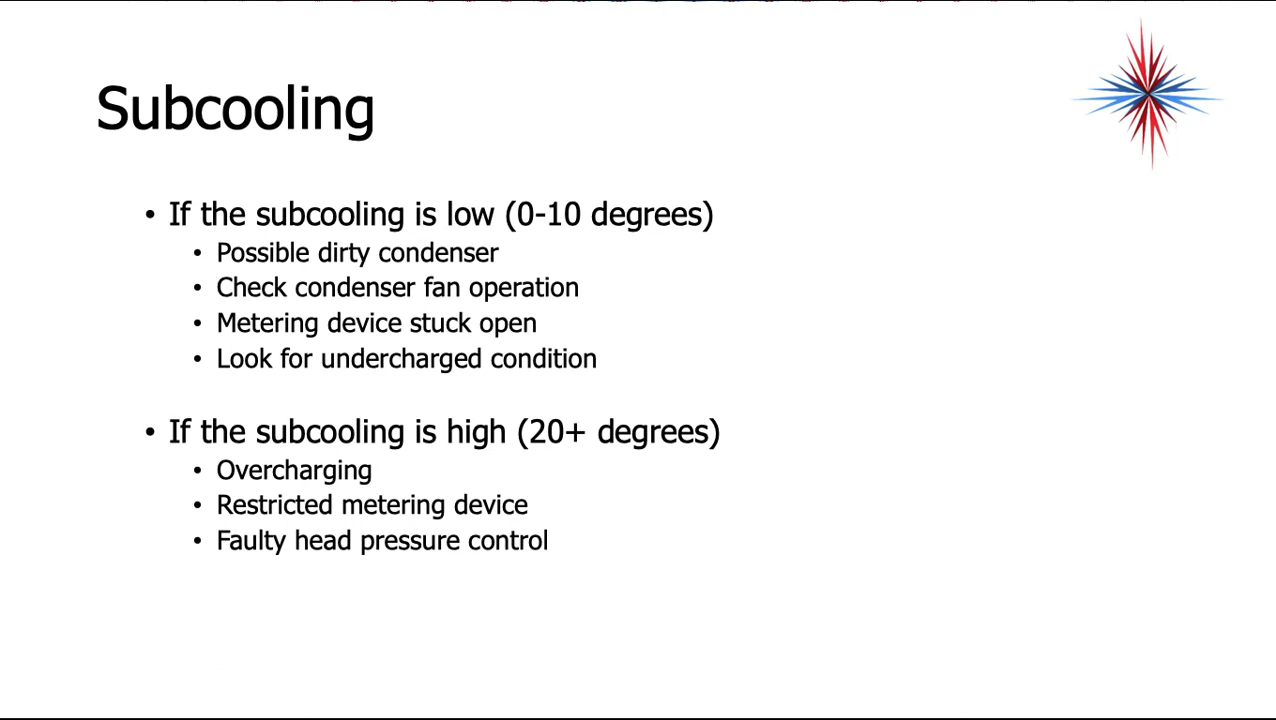 Subcooling
• If the subcooling is low (0-10 degrees)
• Possible dirty condenser
• Check condenser fan operation
• Metering device stuck open
• Look for undercharged condition
• If the subcooling is high (20+ degrees)
• Overcharging
• Restricted metering device
• Faulty head pressure control